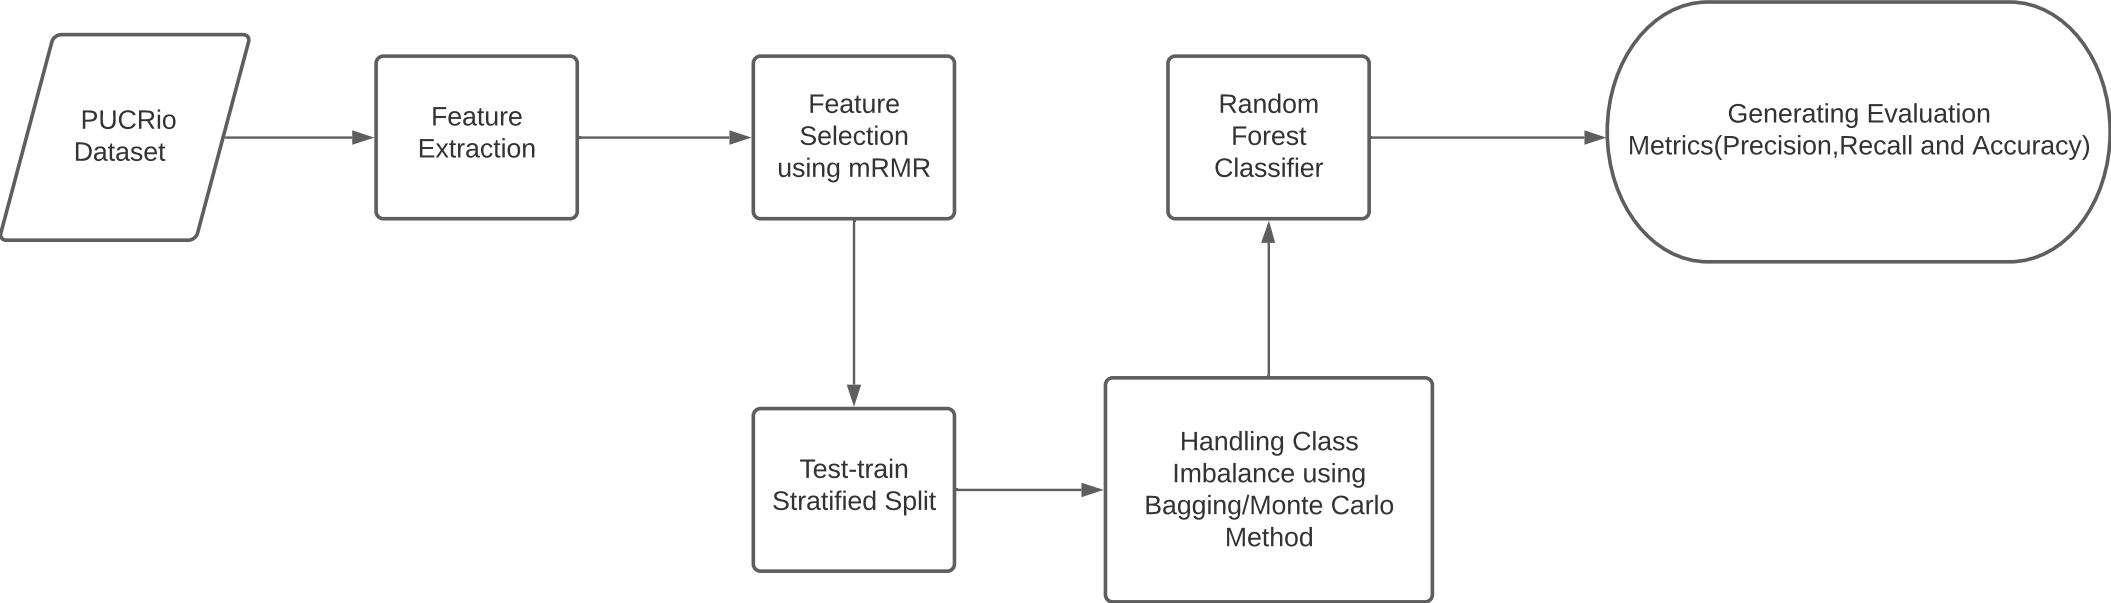 PUCRio
Dataset
Feature
Extraction
Feature
Selection
using mRMR
Test-train
Stratified Split
Handling Class
Imbalance using
Bagging/Monte Carlo
Method
Random
Forest
Classifier
Generating Evaluation
Metrics(Precision,Recall and Accuracy)